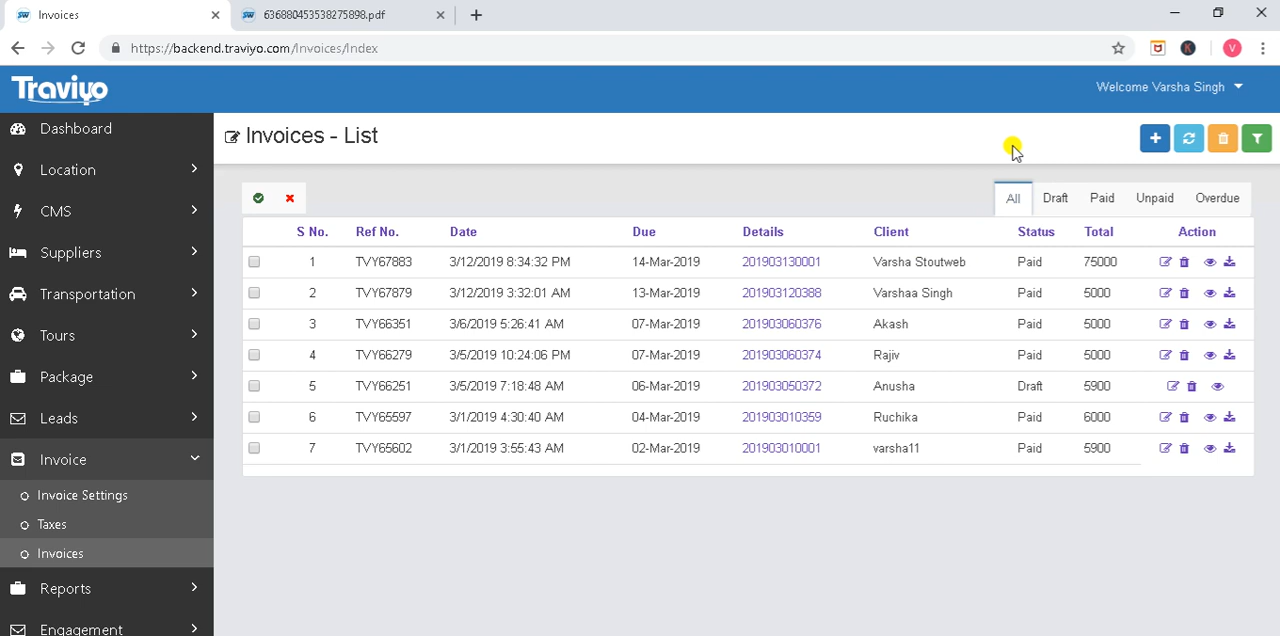 Invoices
636880453538275898.pdf
https://backend.traviyo.com/Invoices/Index
V
Traviyo
Welcome Varsha Singh
Dashboard
Location
CMS
Suppliers
Transportation
Tours
Package
Leads
Invoice
Invoice Settings
Taxes
Invoices
Reports
Engagement
Invoices - List
All Draft Paid Unpaid Overdue
S No. Ref No. Date Due Details Client Status Total Action
1 TVY67883 3/12/2019 8:34:32 PM 14-Mar-2019 201903130001 Varsha Stoutweb Paid 75000
2 TVY67879 3/12/2019 3:32:01 AM 13-Mar-2019 201903120388 Varshaa Singh Paid 5000
3 TVY66351 3/6/2019 5:26:41 AM 07-Mar-2019 201903060376 Akash Paid 5000
4 TVY66279 3/5/2019 10:24:06 PM 07-Mar-2019 201903060374 Rajiv Paid 5000
5 TVY66251 3/5/2019 7:18:48 AM 06-Mar-2019 201903050372 Anusha Draft 5900
6 TVY65597 3/1/2019 4:30:40 AM 04-Mar-2019 201903010359 Ruchika Paid 6000
7 TVY65602 3/1/2019 3:55:43 AM 02-Mar-2019 201903010001 varsha11 Paid 5900